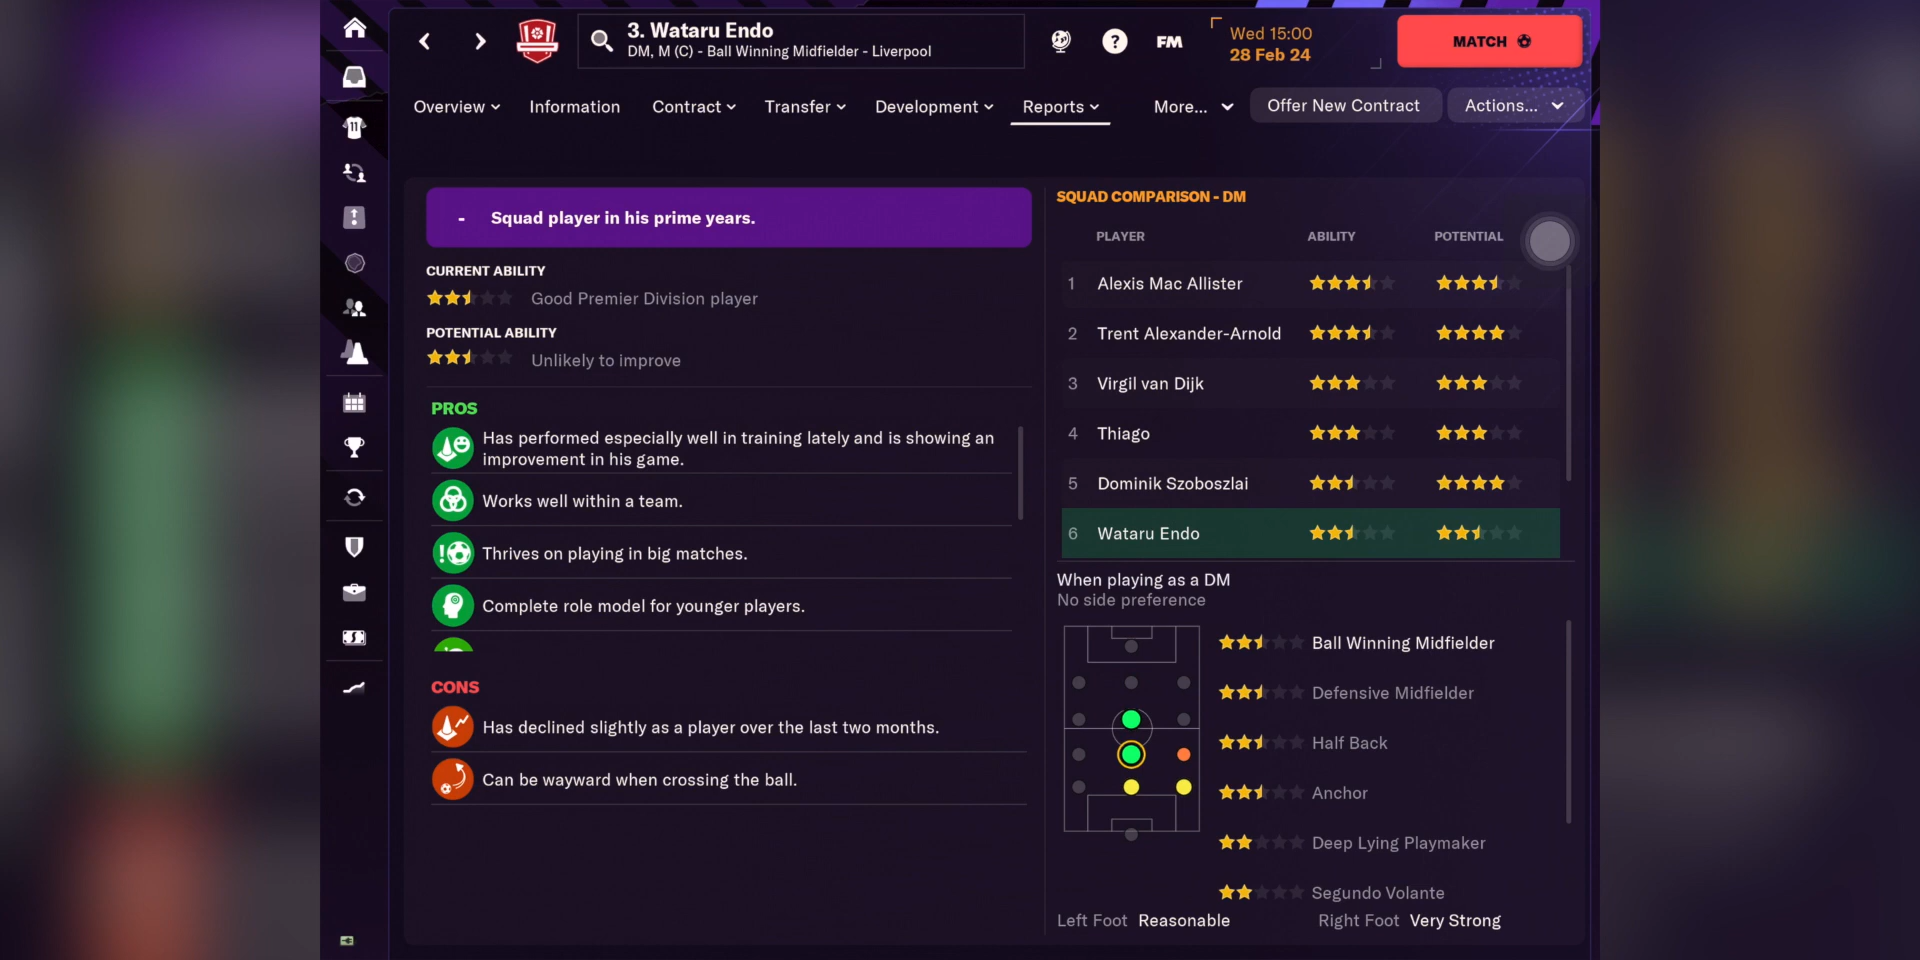 3. Wataru Endo
DM, M (C) - Ball Winning Midfielder - Liverpool
?
FM
Wed 15:00
28 Feb 24
MATCH
11
Overview
Information
Contract
Transfer
Development
Reports
More...
Offer New Contract
Actions...
- Squad player in his prime years.
CURRENT ABILITY
Good Premier Division player
POTENTIAL ABILITY
Unlikely to improve
PROS
Has performed especially well in training lately and is showing an
improvement in his game.
Works well within a team.
Thrives on playing in big matches.
Complete role model for younger players.
CONS
Has declined slightly as a player over the last two months.
Can be wayward when crossing the ball.
SQUAD COMPARISON - DM
PLAYER ABILITY POTENTIAL
1 Alexis Mac Allister
2 Trent Alexander-Arnold
3 Virgil van Dijk
4 Thiago
5 Dominik Szoboszlai
6 Wataru Endo
When playing as a DM
No side preference
Ball Winning Midfielder
Defensive Midfielder
Half Back
Anchor
Deep Lying Playmaker
Segundo Volante
Left Foot Reasonable Right Foot Very Strong